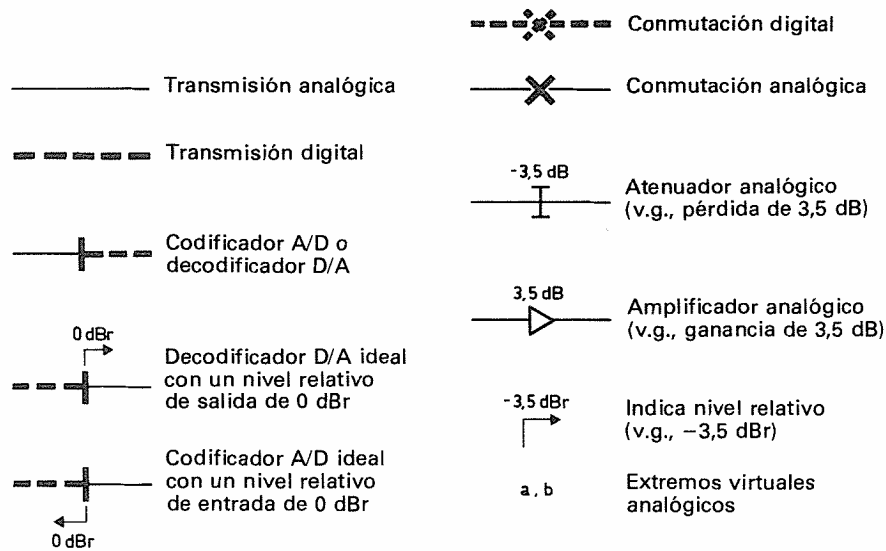 Transmisión analógica
Transmisión digital
Codificador A/D o
decodificador D/A
0 dBr
Decodificador D/A ideal
con un nivel relativo
de salida de 0 dBr
Codificador A/D ideal
con un nivel relativo
de entrada de 0 dBr
0 dBr
Conmutación digital
Conmutación analógica
-3,5 dB
Atenuador analógico
(v.g., pérdida de 3,5 dB)
3,5 dB
Amplificador analógico
(v.g., ganancia de 3,5 dB)
-3,5 dBr
Indica nivel relativo
(v.g., −3,5 dBr)
a, b
Extremos virtuales
analógicos